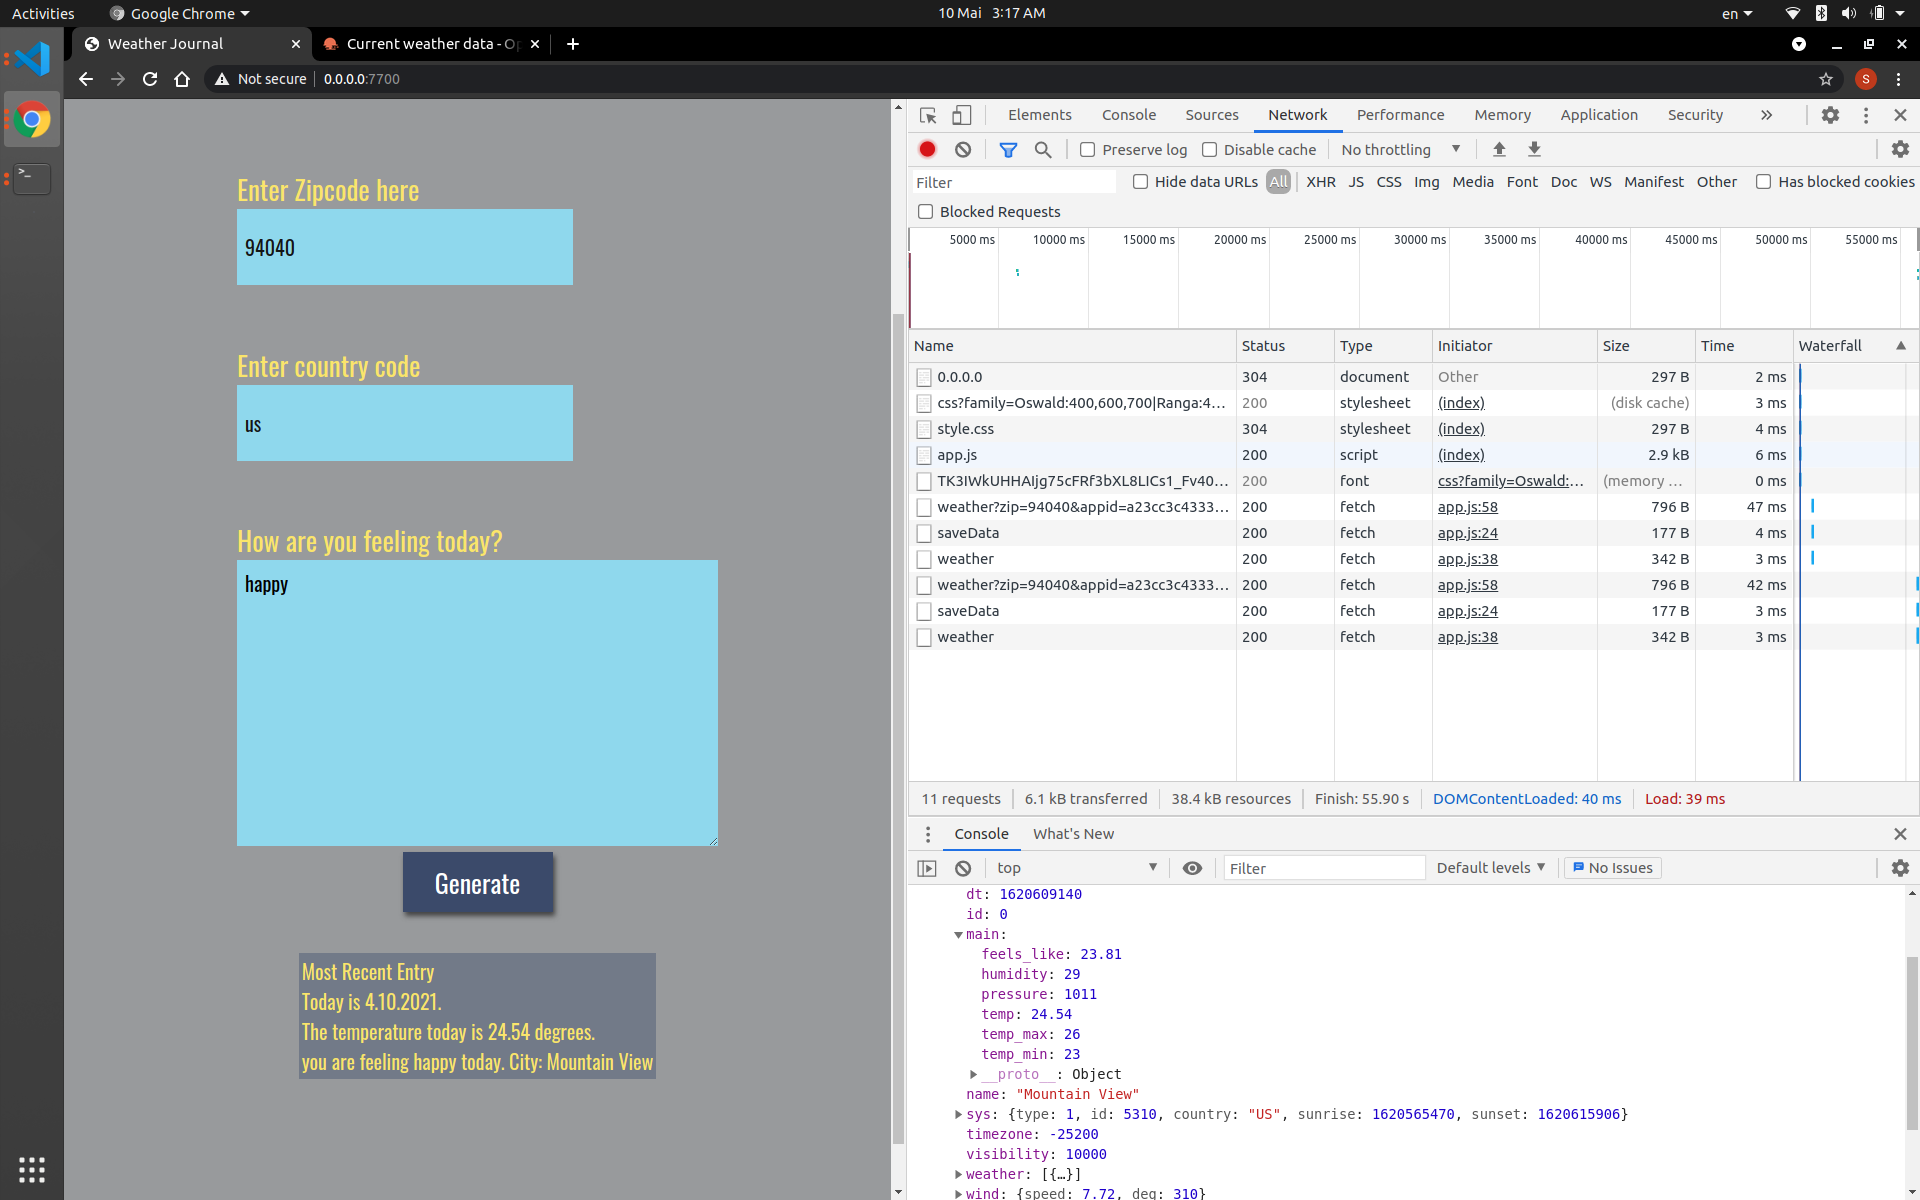 Activities
Google Chrome
10 Mai 3:17 AM
en
Weather Journal
Current weather data - Op
Not secure
0.0.0.0:7700
S
Enter Zipcode here
94040
Enter country code
us
How are you feeling today?
happy
Generate
Most Recent Entry
Today is 4.10.2021.
The temperature today is 24.54 degrees.
you are feeling happy today. City: Mountain View
Elements Console Sources Network Performance Memory Application Security
Preserve log Disable cache No throttling
Filter Hide data URLs All XHR JS CSS Img Media Font Doc WS Manifest Other Has blocked cookies
Blocked Requests
5000 ms 10000 ms 15000 ms 20000 ms 25000 ms 30000 ms 35000 ms 40000 ms 45000 ms 50000 ms 55000 ms
Name Status Type Initiator Size Time Waterfall
0.0.0.0 304 document Other 297 B 2 ms
css?family=Oswald:400,600,700|Ranga:4... 200 stylesheet (index) (disk cache) 3 ms
style.css 304 stylesheet (index) 297 B 4 ms
app.js 200 script (index) 2.9 kB 6 ms
TK3IWkUHHAIjg75cFRf3bXL8LICs1_Fv40... 200 font css?family=Oswald:... (memory ... 0 ms
weather?zip=94040&appid=a23cc3c4333... 200 fetch app.js:58 796 B 47 ms
saveData 200 fetch app.js:24 177 B 4 ms
weather 200 fetch app.js:38 342 B 3 ms
weather?zip=94040&appid=a23cc3c4333... 200 fetch app.js:58 796 B 42 ms
saveData 200 fetch app.js:24 177 B 3 ms
weather 200 fetch app.js:38 342 B 3 ms
11 requests 6.1 kB transferred 38.4 kB resources Finish: 55.90 s DOMContentLoaded: 40 ms Load: 39 ms
Console What's New
top Filter Default levels No Issues
dt: 1620609140
id: 0
main:
feels_like: 23.81
humidity: 29
pressure: 1011
temp: 24.54
temp_max: 26
temp_min: 23
__proto__: Object
name: "Mountain View"
sys: {type: 1, id: 5310, country: "US", sunrise: 1620565470, sunset: 1620615906}
timezone: -25200
visibility: 10000
weather: [{…}]
wind: {speed: 7.72, deg: 310}